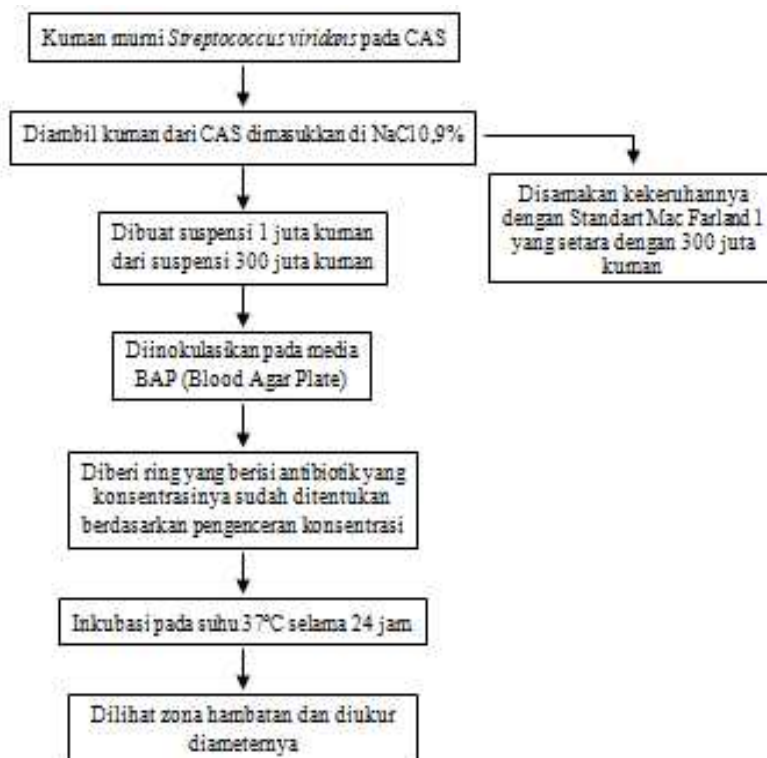 Kuman murni Streptococcus viridans pada CAS
Diambil kuman dari CAS dimasukkan di NaCl 0,9%
Disamakan kekeruhannya
dengan Standart Mac Farland 1
yang setara dengan 300 juta
kuman
Dibuat suspensi 1 juta kuman
dari suspensi 300 juta kuman
Diinokulasikan pada media
BAP (Blood Agar Plate)
Diberi ring yang berisi antibiotik yang
konsentrasinya sudah ditentukan
berdasarkan pengenceran konsentrasi
Inkubasi pada suhu 37°C selama 24 jam
Dilihat zona hambatan dan diukur
diameternya